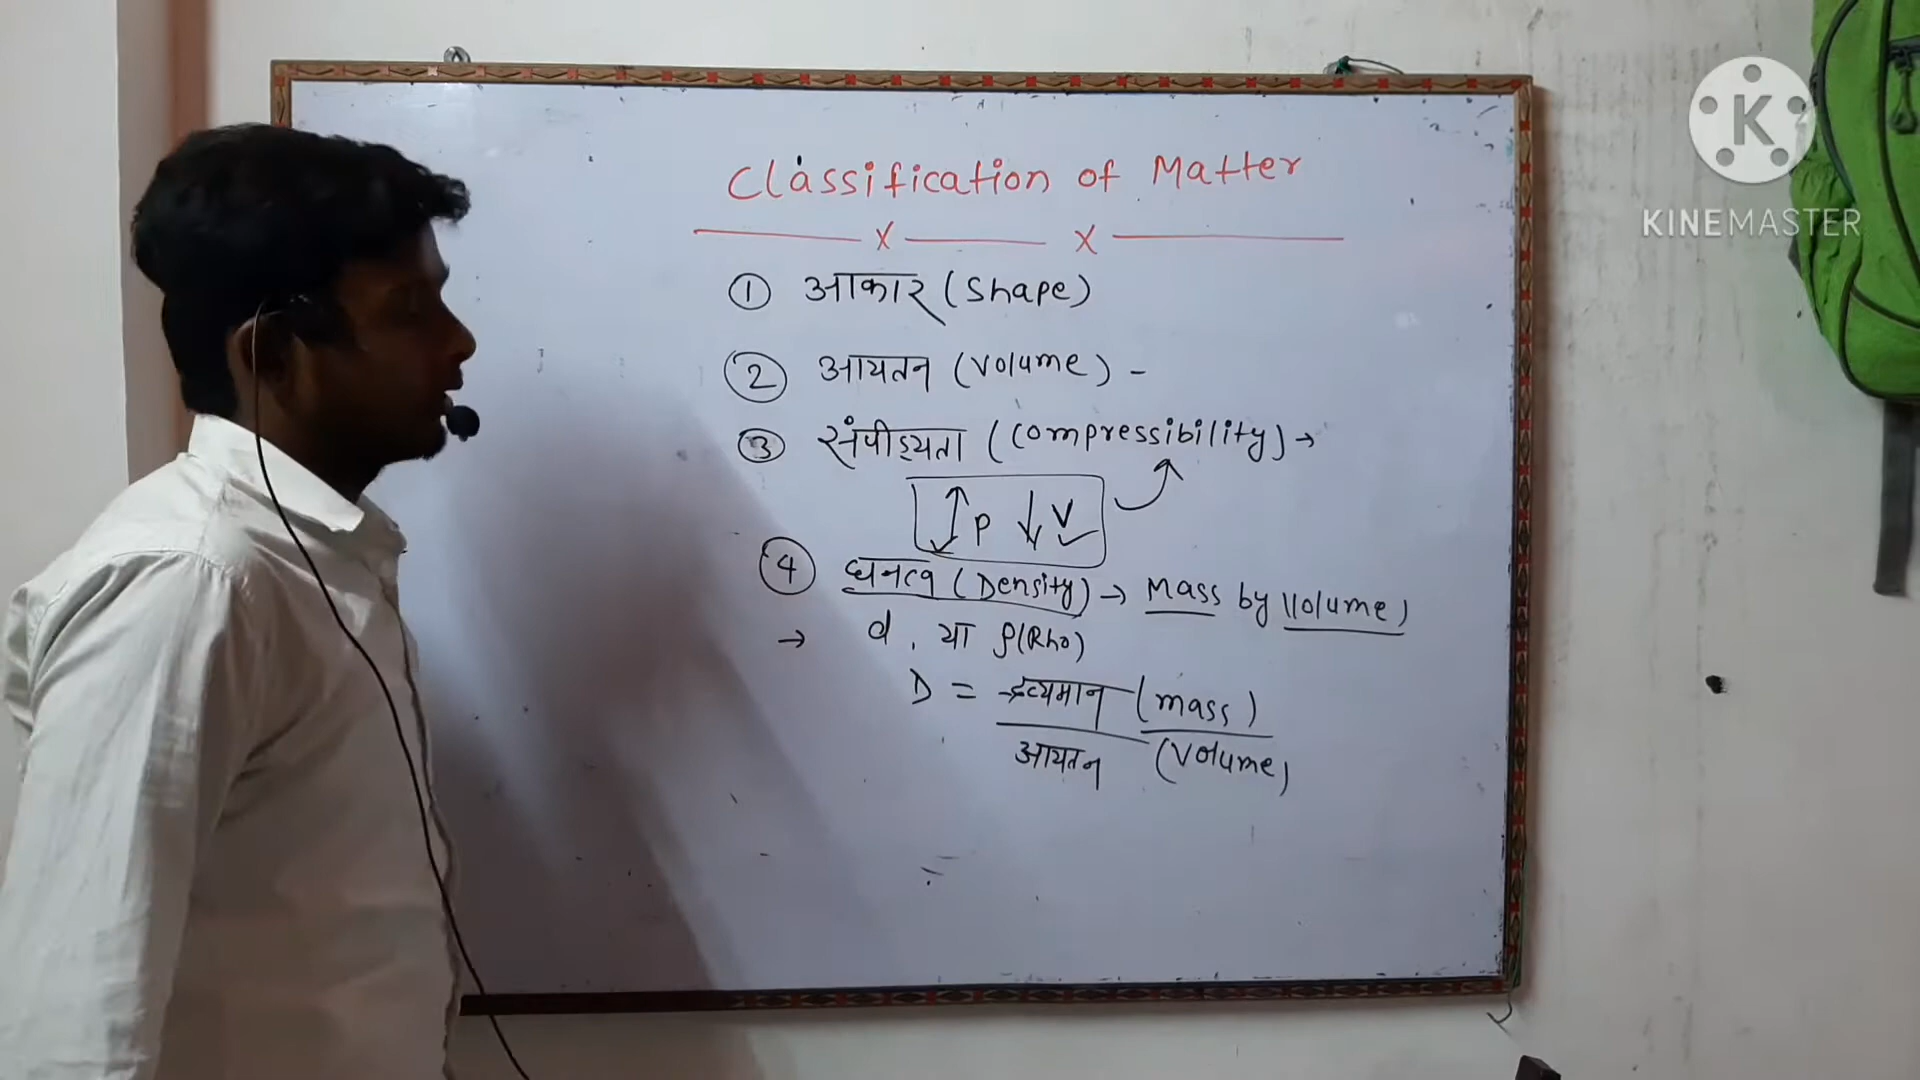 Classification of Matter
x x
① आकार (Shape)
② आयतन (Volume) -
③ संपीड्यता (Compressibility) →
↕ P ↓ V
④ घनत्व (Density) → Mass by Volume)
→ d, या ρ(Rho)
D = द्रव्यमान (mass)
आयतन (Volume)
K
KINEMASTER